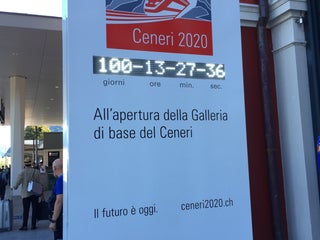 Ceneri 2020
100-13-27-36
giorni ore min. sec.
All'apertura della Galleria
di base del Ceneri
Il futuro è oggi. ceneri2020.ch